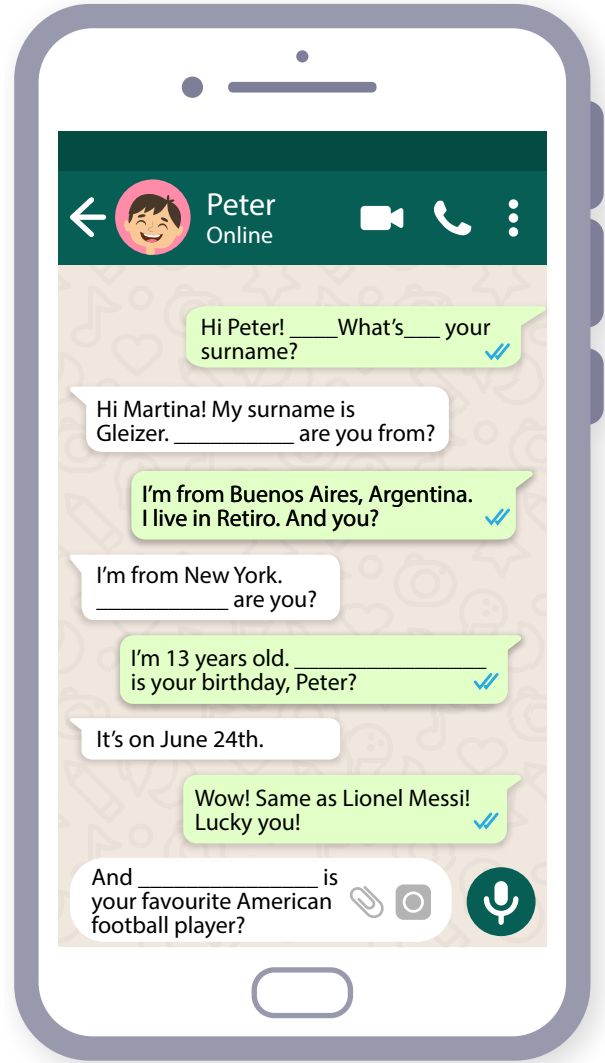 Peter
Online
Hi Peter! ____What's___ your
surname?
Hi Martina! My surname is
Gleizer. __________ are you from?
I'm from Buenos Aires, Argentina.
I live in Retiro. And you?
I'm from New York.
___________ are you?
I'm 13 years old. ________________
is your birthday, Peter?
It's on June 24th.
Wow! Same as Lionel Messi!
Lucky you!
And _______________ is
your favourite American
football player?